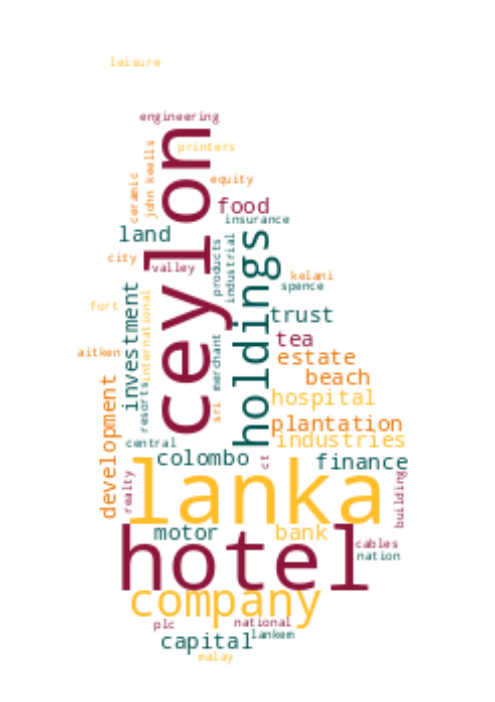 leisure
engineering
ceylon
printers
john keells
ceramic
equity
food
insurance
land
holdings
products
industrial
city
valley
kelani
spence
investment
international
fort
trust
tea
merchant
aitken
estate
development
resorts
beach
hospital
sri
plantation
central
industries
colombo
ct
finance
lanka
realty
building
motor
bank
hotel
cables
nation
company
plc
national
capital
lankem
malay